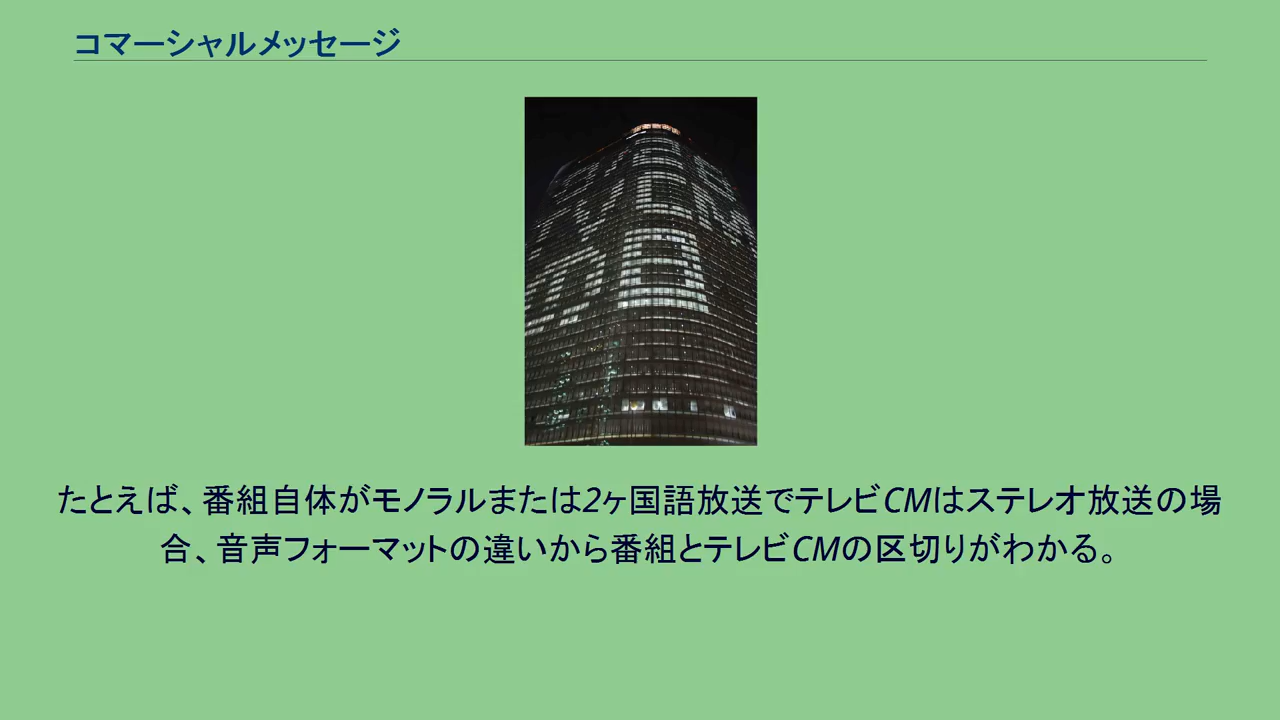 コマーシャルメッセージ
たとえば、番組自体がモノラルまたは2ヶ国語放送でテレビCMはステレオ放送の場
合、音声フォーマットの違いから番組とテレビCMの区切りがわかる。